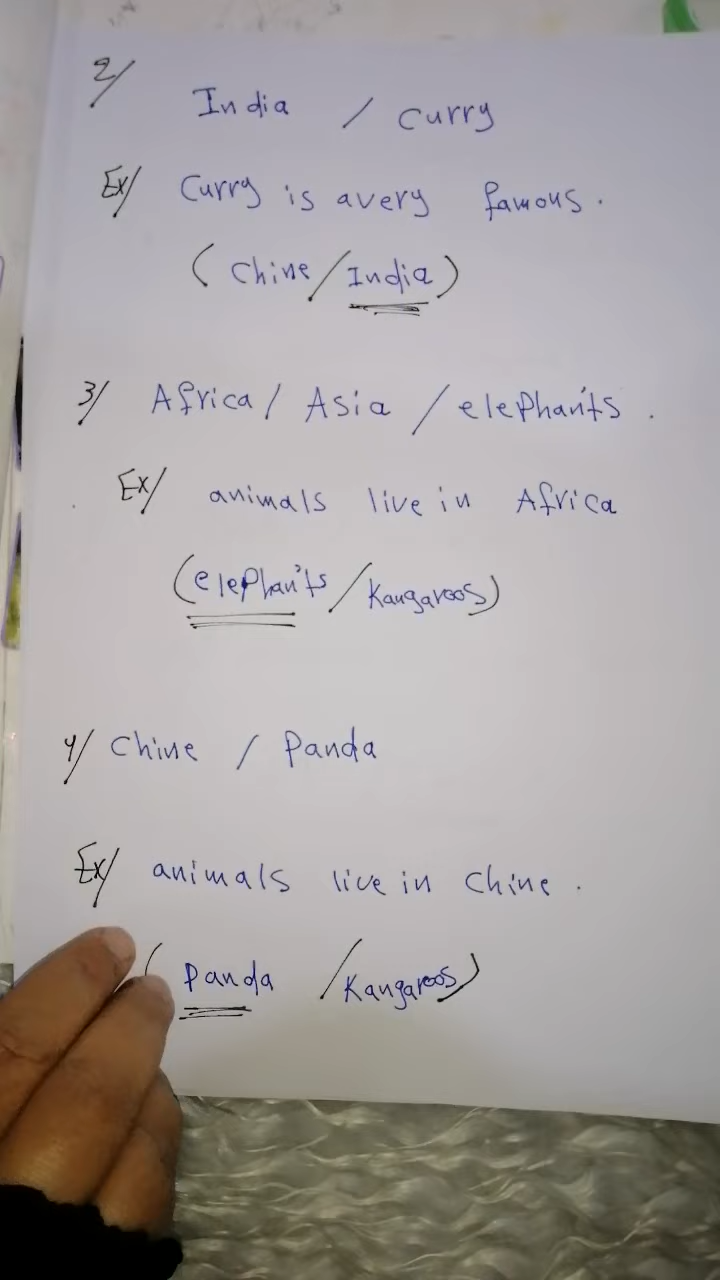 2/ India / Curry
Ex/ Curry is avery famous.
(Chine/India)
3/ Africa/ Asia / elephants.
Ex/ animals live in Africa
(elephants/Kangaroos)
4/ Chine / Panda
Ex/ animals live in Chine.
(Panda /Kangaroos)